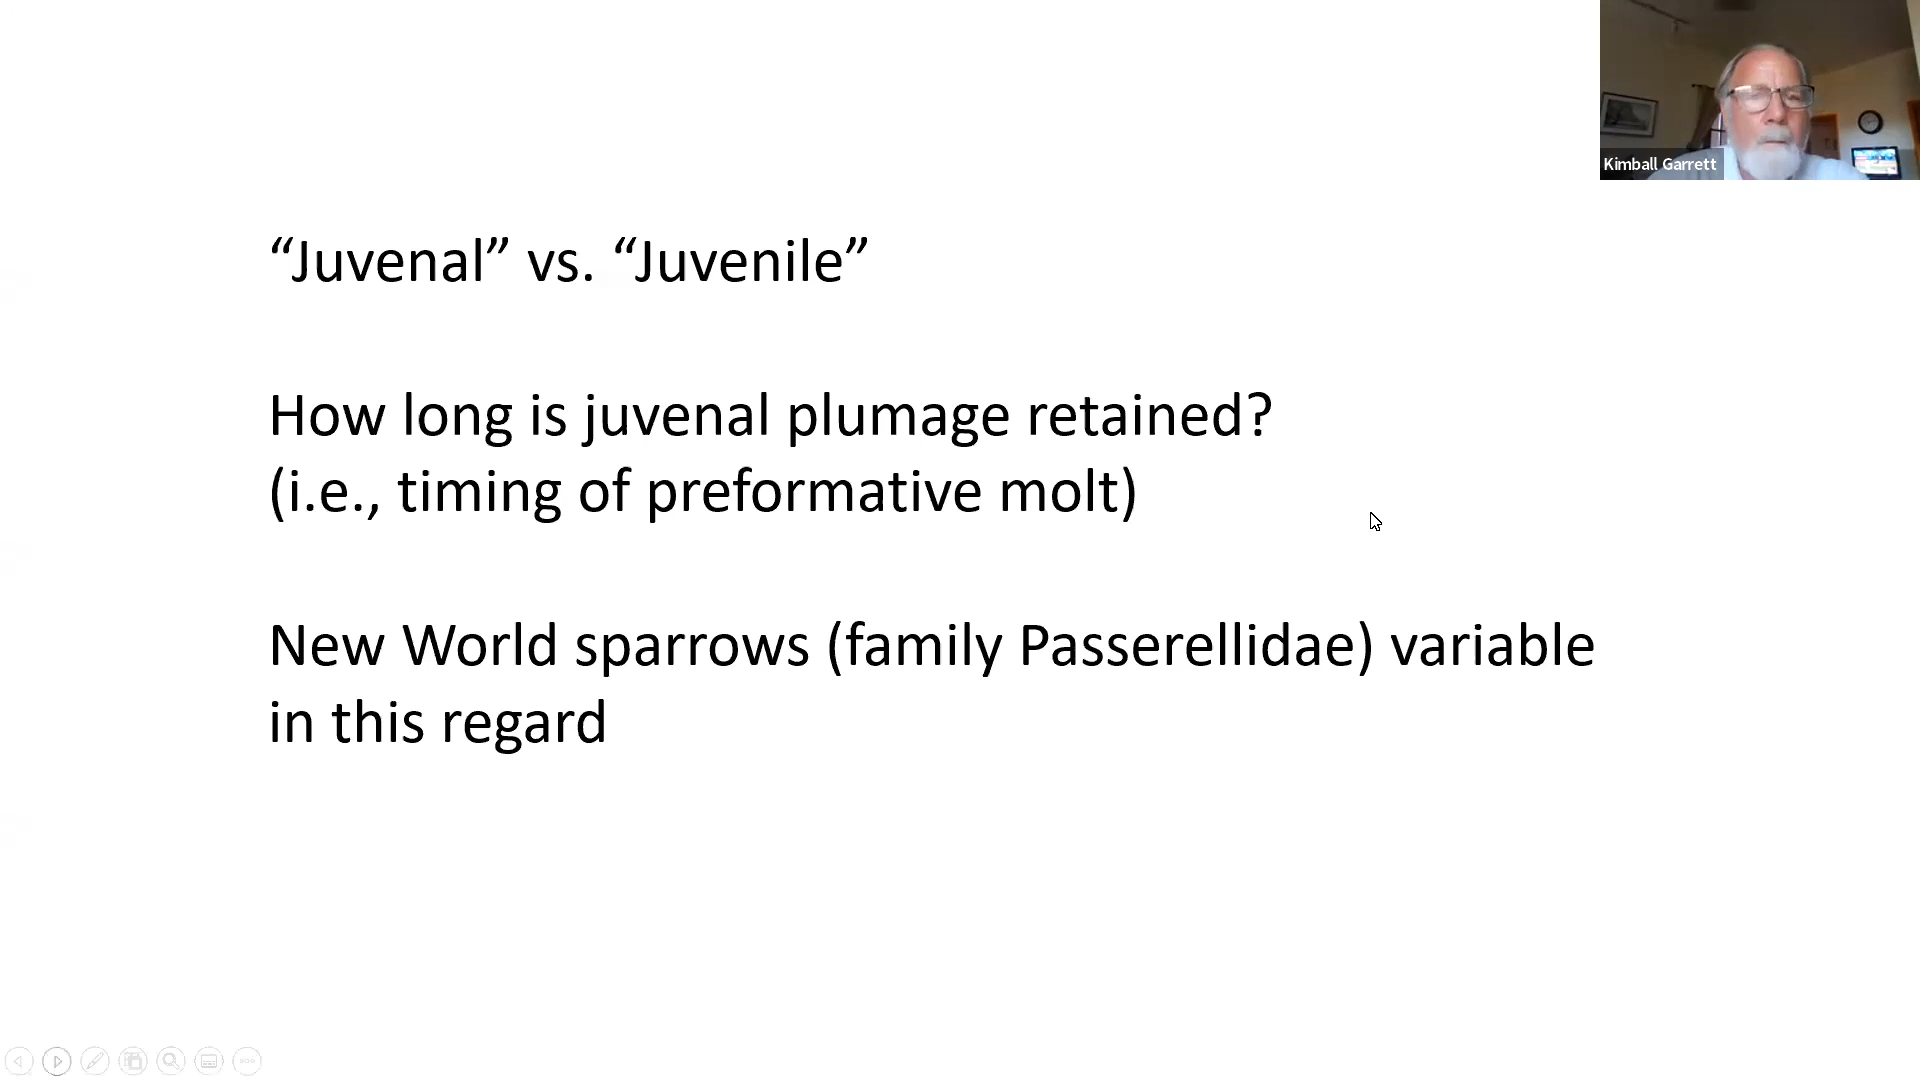 Kimball Garrett
“Juvenal” vs. “Juvenile”
How long is juvenal plumage retained?
(i.e., timing of preformative molt)
New World sparrows (family Passerellidae) variable
in this regard